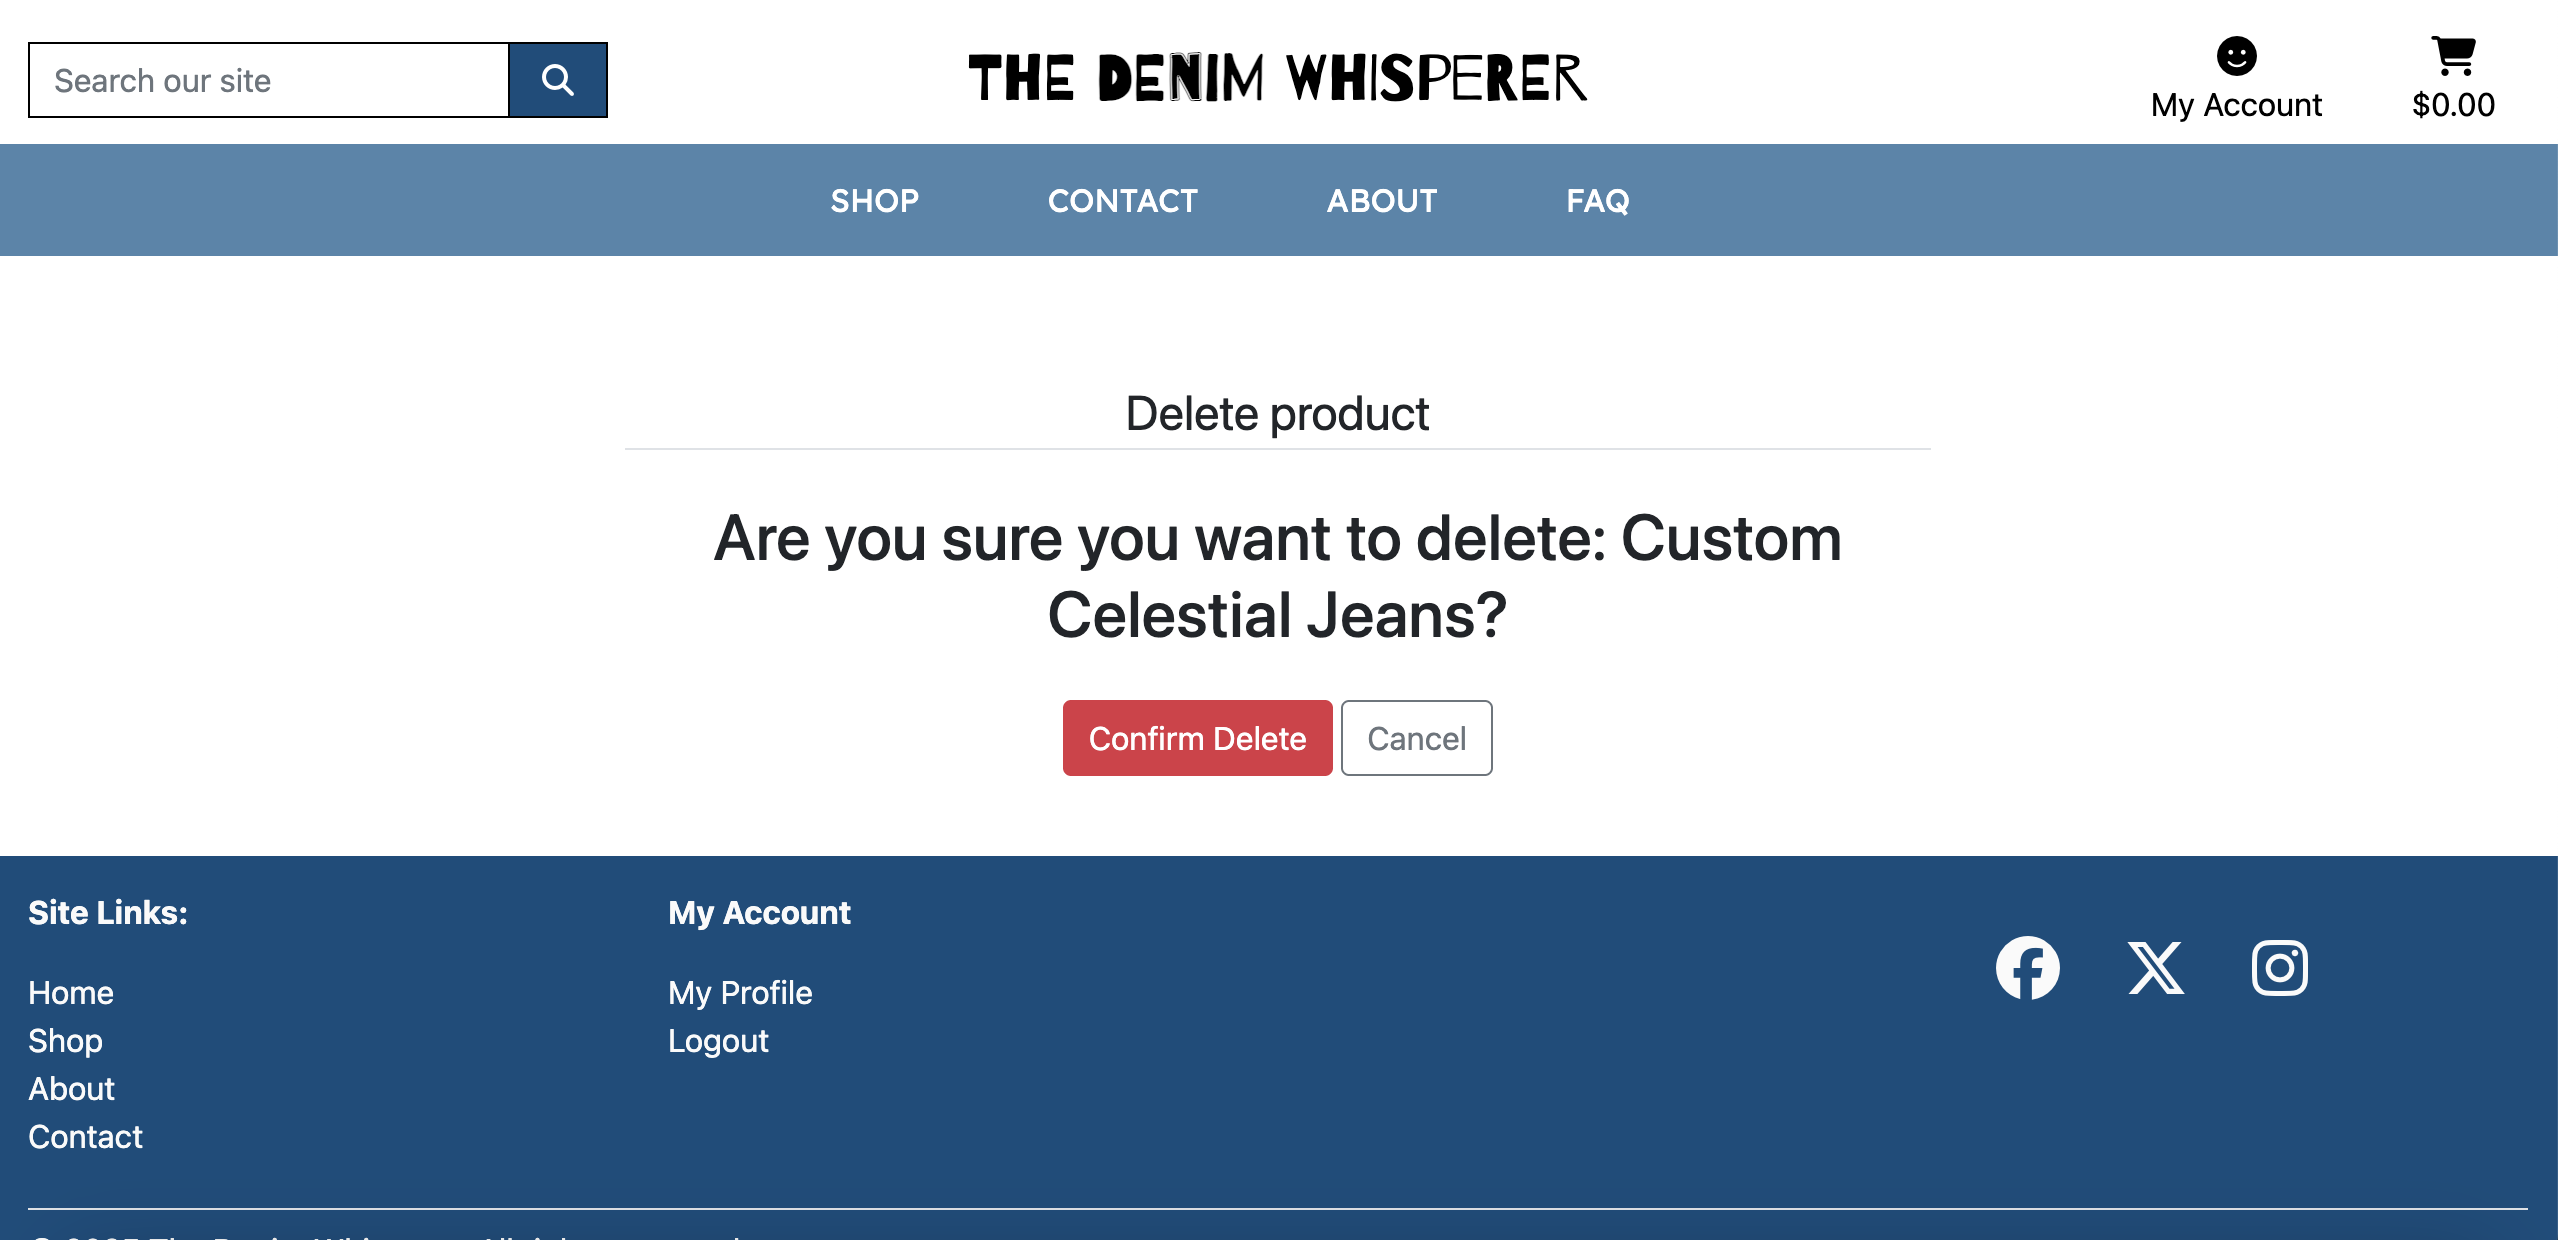 Search our site
THE DENIM WHISPERER
My Account
$0.00
SHOP
CONTACT
ABOUT
FAQ
Delete product
Are you sure you want to delete: Custom
Celestial Jeans?
Confirm Delete
Cancel
Site Links:
Home
Shop
About
Contact
My Account
My Profile
Logout